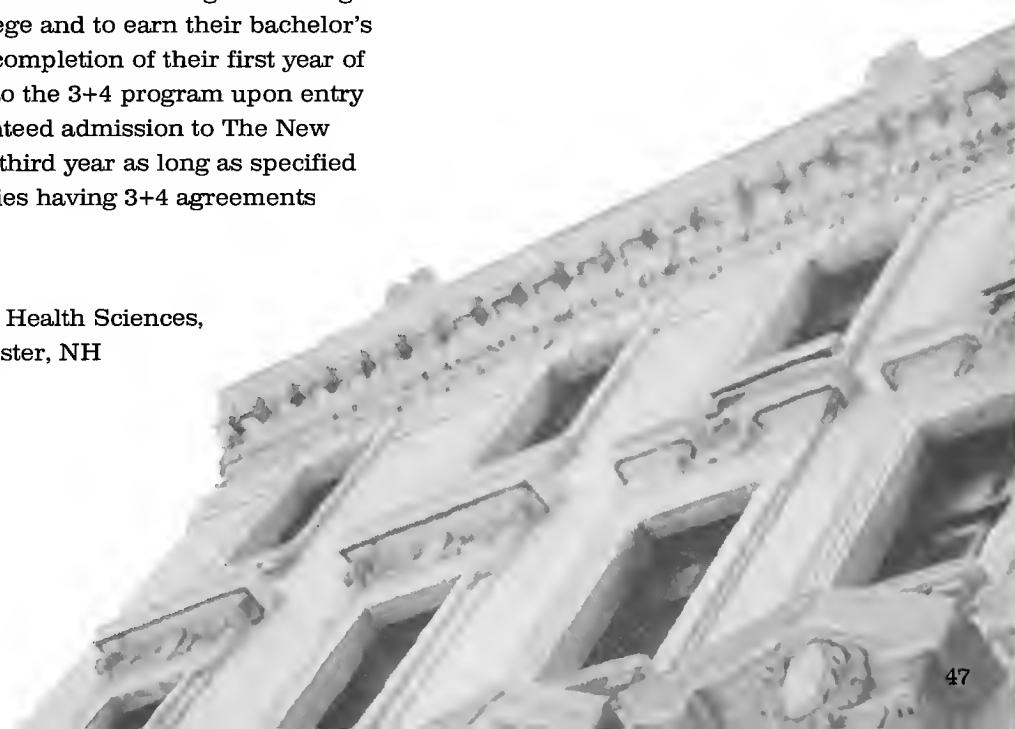 ege and to earn their bachelor's
completion of their first year of
o the 3+4 program upon entry
nteed admission to The New
third year as long as specified
ies having 3+4 agreements
Health Sciences,
ster, NH
47